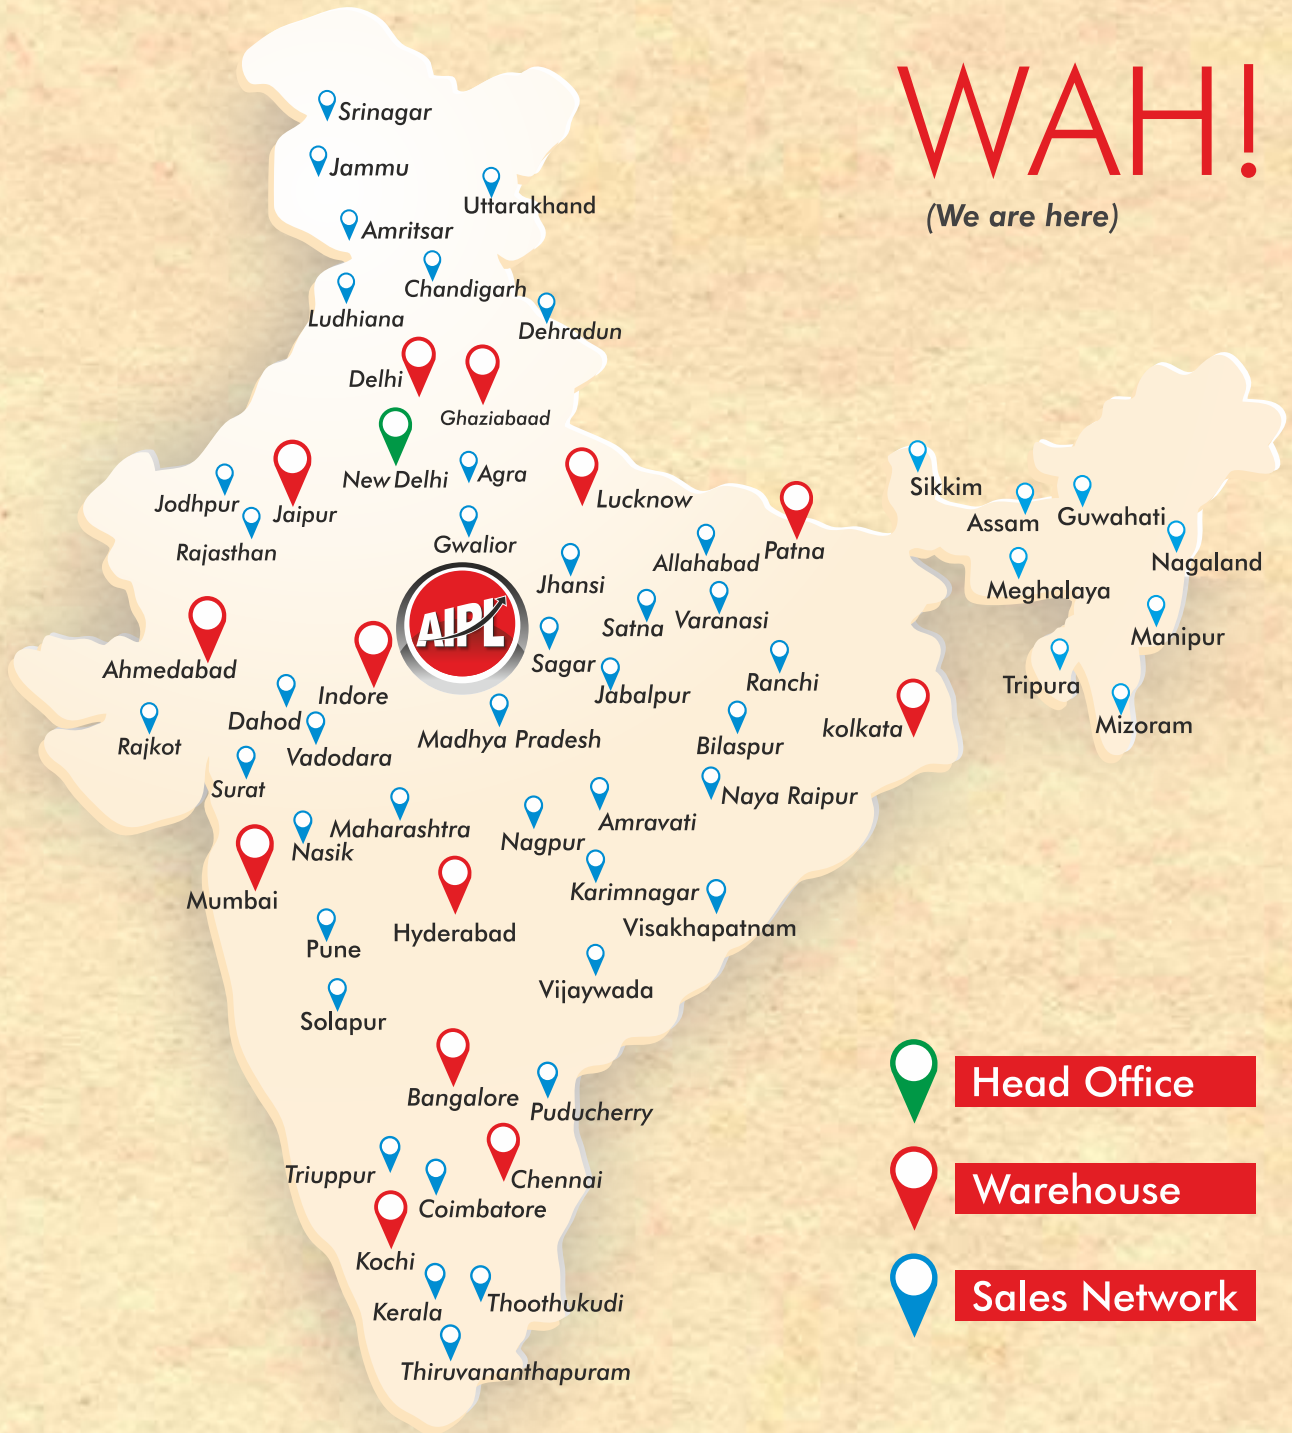 WAH!
(We are here)
Srinagar
Jammu
Uttarakhand
Amritsar
Chandigarh
Ludhiana
Dehradun
Delhi
Ghaziabaad
New Delhi
Agra
Jodhpur
Jaipur
Lucknow
Sikkim
Assam
Guwahati
Rajasthan
Gwalior
Allahabad
Patna
Nagaland
Jhansi
Meghalaya
AIPL
Satna
Varanasi
Manipur
Ahmedabad
Sagar
Indore
Jabalpur
Ranchi
Tripura
Dahod
kolkata
Mizoram
Rajkot
Vadodara
Madhya Pradesh
Bilaspur
Surat
Naya Raipur
Maharashtra
Amravati
Nasik
Nagpur
Mumbai
Karimnagar
Hyderabad
Visakhapatnam
Pune
Vijaywada
Solapur
Bangalore
Puducherry
Head Office
Triuppur
Chennai
Warehouse
Coimbatore
Kochi
Kerala
Thoothukudi
Sales Network
Thiruvananthapuram